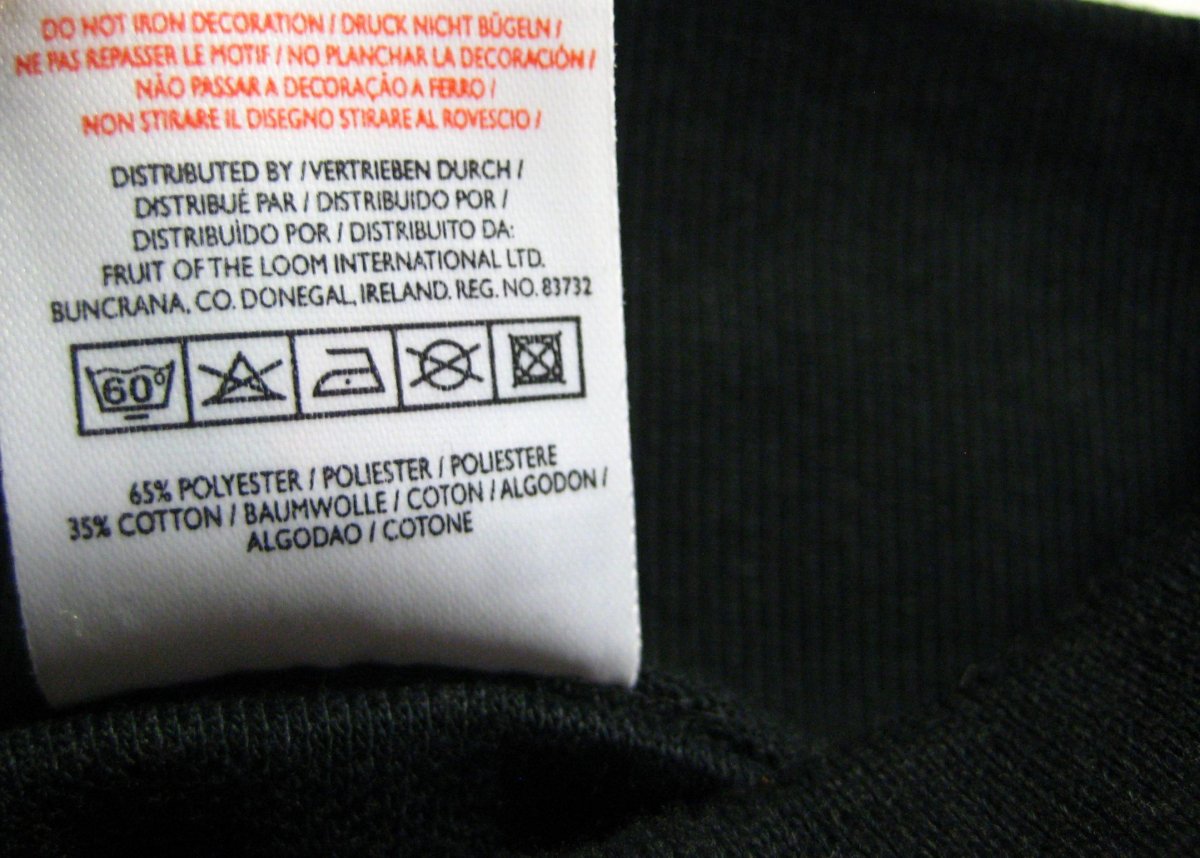 DO NOT IRON DECORATION / DRUCK NICHT BÜGELN /
NE PAS REPASSER LE MOTIF / NO PLANCHAR LA DECORACIÓN /
NÃO PASSAR A DECORAÇÃO A FERRO /
NON STIRARE IL DISEGNO STIRARE AL ROVESCIO /
DISTRIBUTED BY / VERTRIEBEN DURCH /
DISTRIBUÉ PAR / DISTRIBUIDO POR /
DISTRIBUÍDO POR / DISTRIBUITO DA:
FRUIT OF THE LOOM INTERNATIONAL LTD.
BUNCRANA, CO. DONEGAL, IRELAND. REG. NO. 83732
60°
65% POLYESTER / POLIESTER / POLIESTERE
35% COTTON / BAUMWOLLE / COTON / ALGODON /
ALGODAO / COTONE